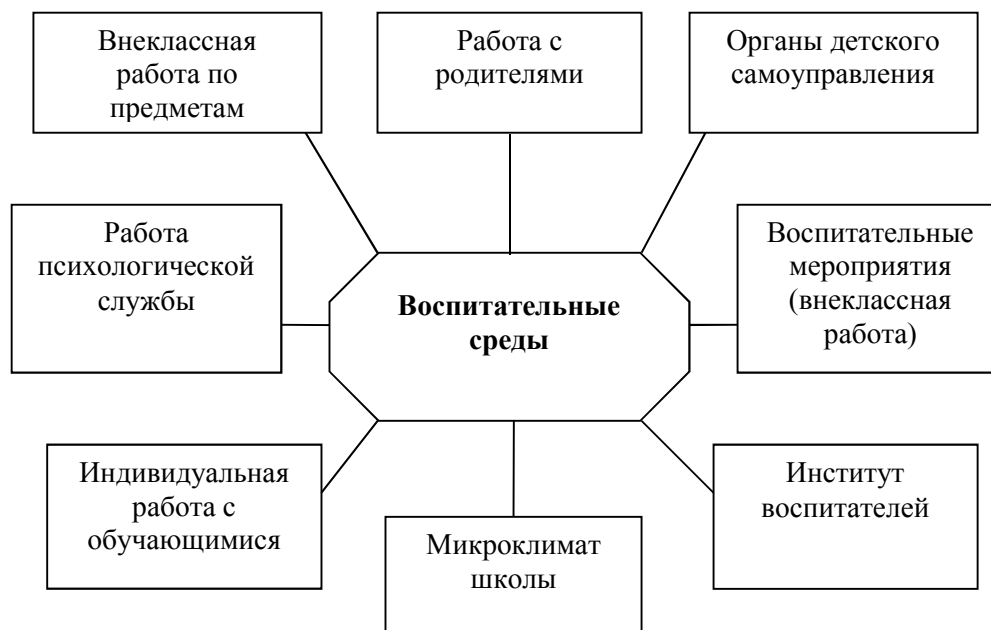 Внеклассная
работа по
предметам
Работа с
родителями
Органы детского
самоуправления
Работа
психологической
службы
Воспитательные
среды
Воспитательные
мероприятия
(внеклассная
работа)
Индивидуальная
работа с
обучающимися
Микроклимат
школы
Институт
воспитателей